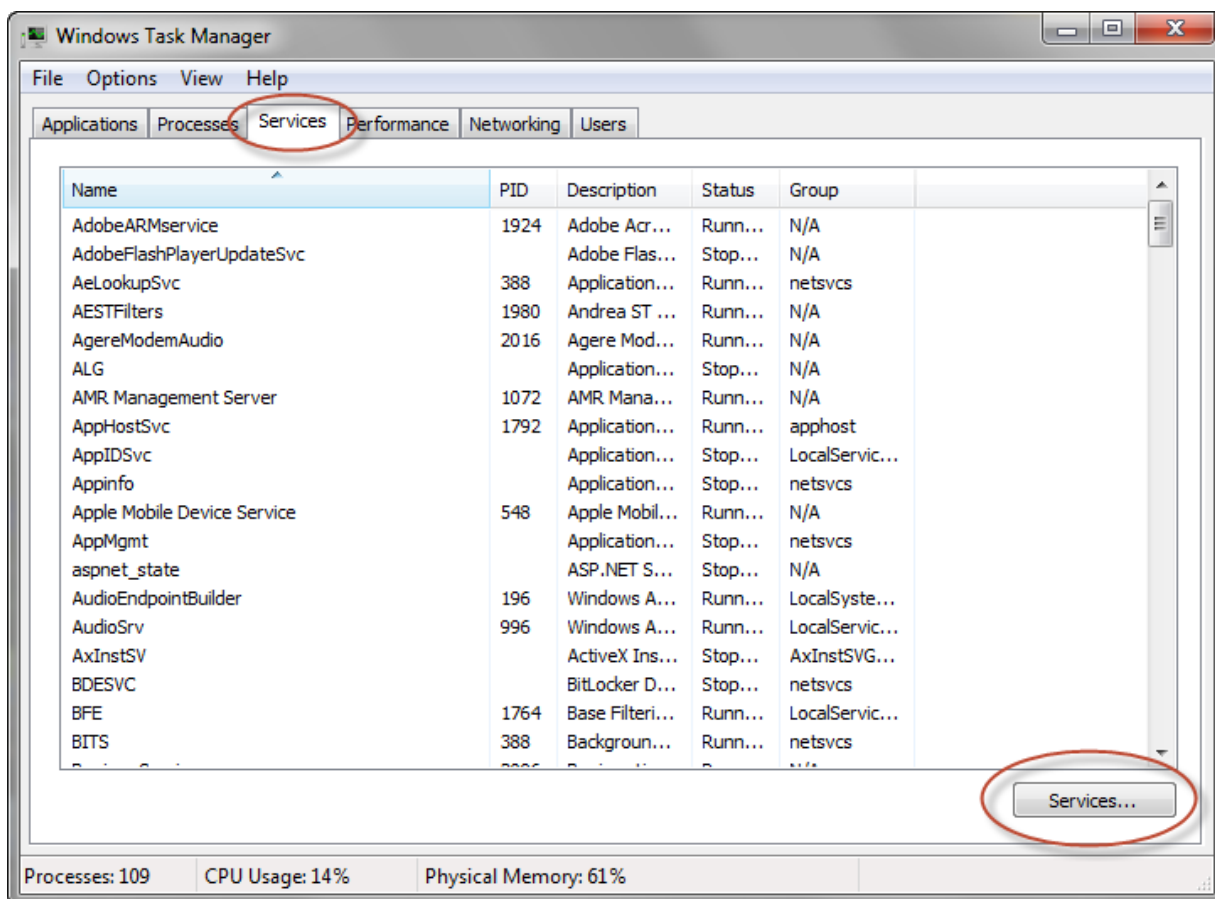 Windows Task Manager
File Options View Help
Applications Processes Services Performance Networking Users
Name PID Description Status Group
AdobeARMservice 1924 Adobe Acr... Runn... N/A
AdobeFlashPlayerUpdateSvc Adobe Flas... Stop... N/A
AeLookupSvc 388 Application... Runn... netsvcs
AESTFilters 1980 Andrea ST ... Runn... N/A
AgereModemAudio 2016 Agere Mod... Runn... N/A
ALG Application... Stop... N/A
AMR Management Server 1072 AMR Mana... Runn... N/A
AppHostSvc 1792 Application... Runn... apphost
AppIDSvc Application... Stop... LocalServic...
Appinfo Application... Stop... netsvcs
Apple Mobile Device Service 548 Apple Mobil... Runn... N/A
AppMgmt Application... Stop... netsvcs
aspnet_state ASP.NET S... Stop... N/A
AudioEndpointBuilder 196 Windows A... Runn... LocalSyste...
AudioSrv 996 Windows A... Runn... LocalServic...
AxInstSV ActiveX Ins... Stop... AxInstSVG...
BDESVC BitLocker D... Stop... netsvcs
BFE 1764 Base Filteri... Runn... LocalServic...
BITS 388 Backgroun... Runn... netsvcs
Services...
Processes: 109 CPU Usage: 14% Physical Memory: 61%